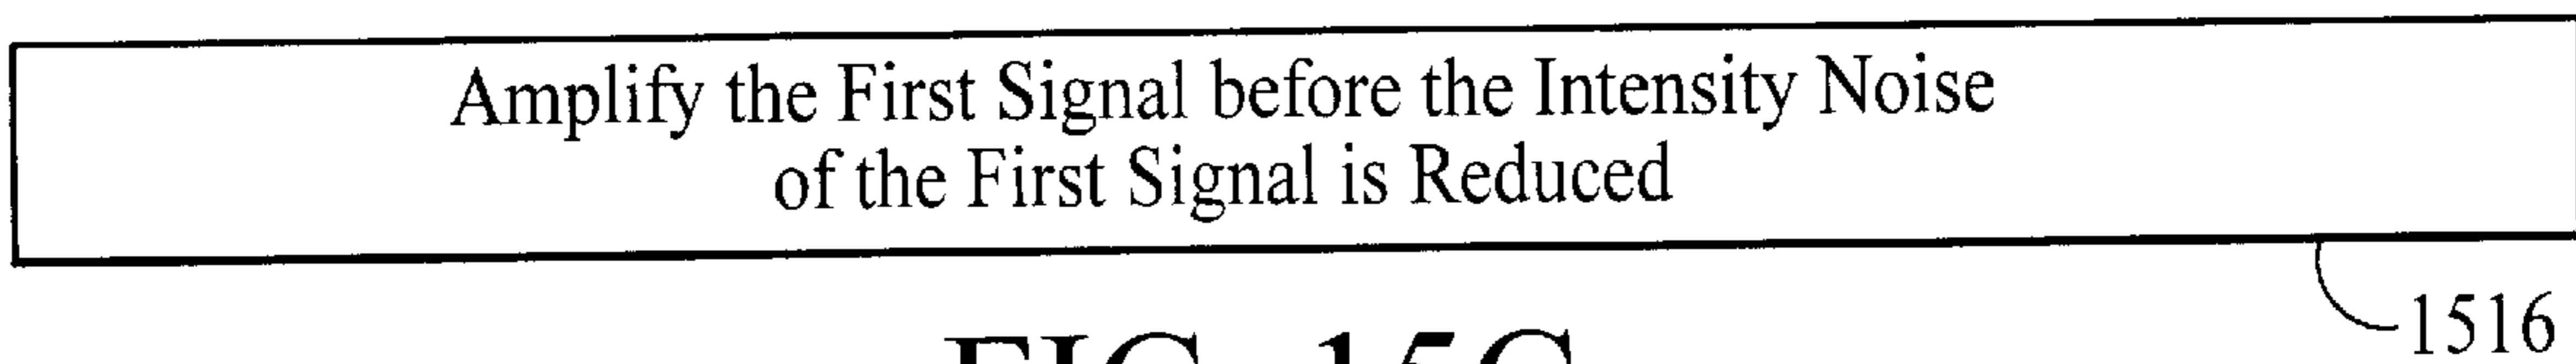 Amplify the First Signal before the Intensity Noise
of the First Signal is Reduced
1516